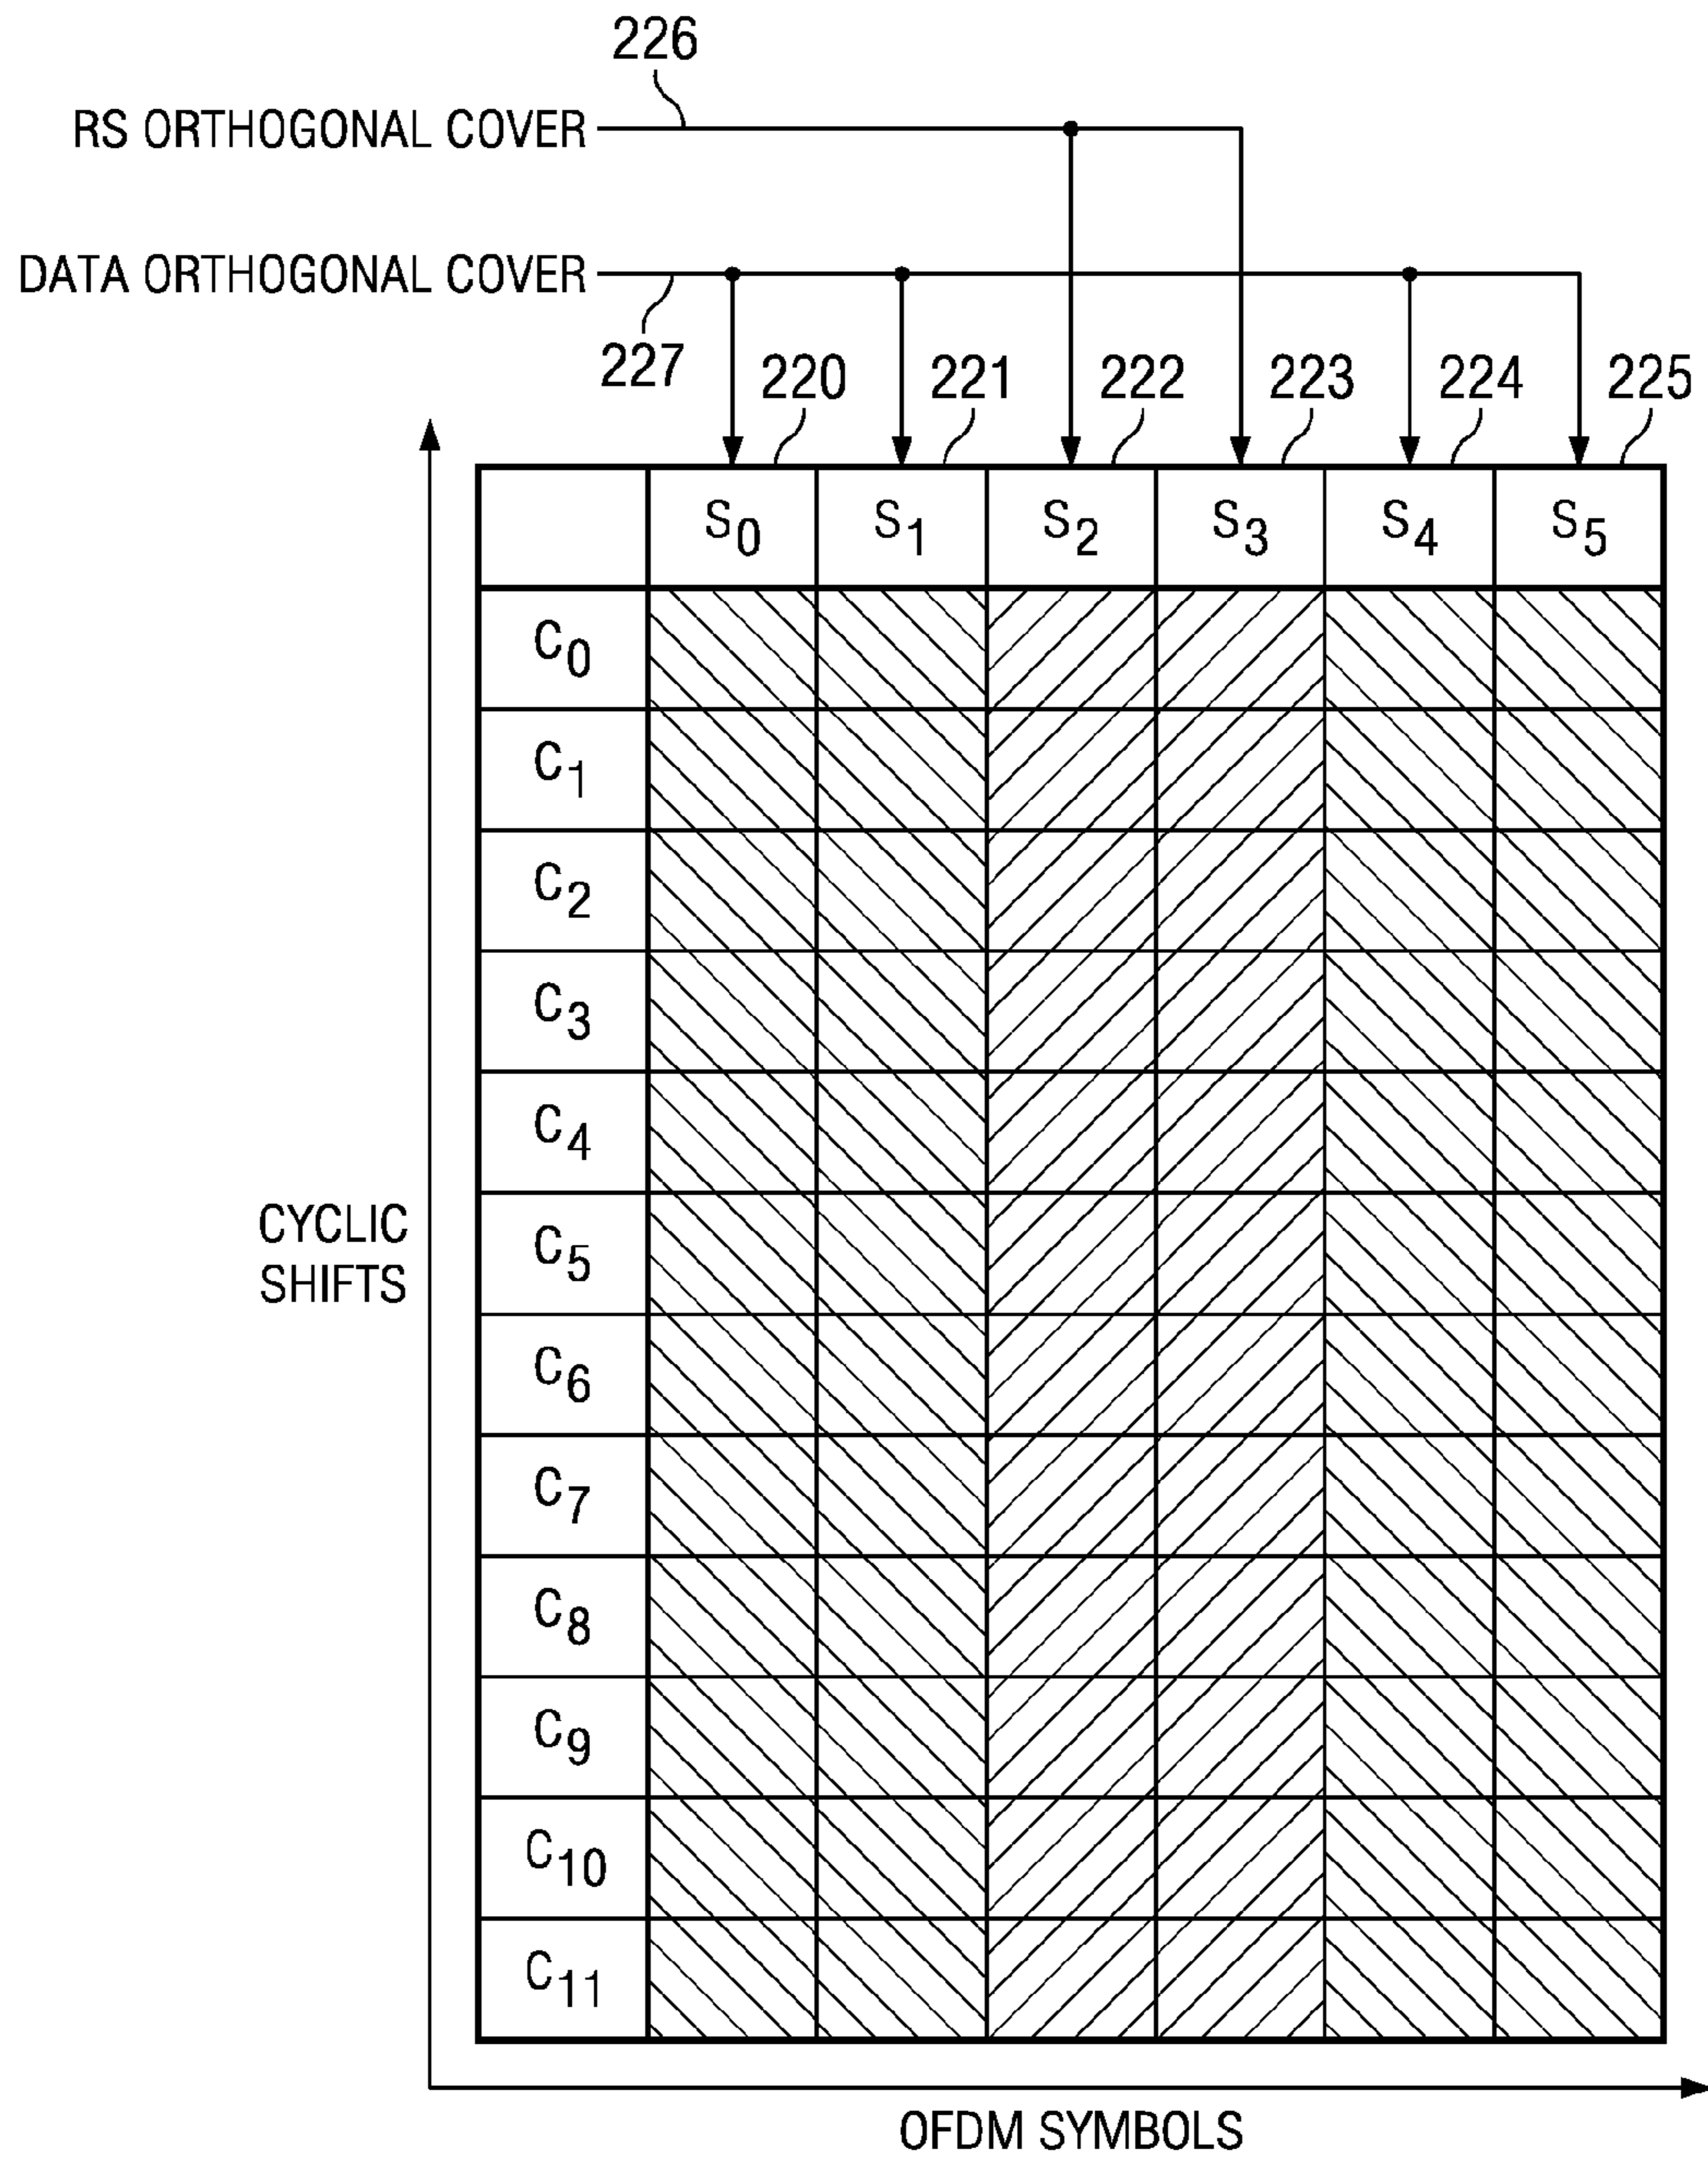 226
RS ORTHOGONAL COVER
DATA ORTHOGONAL COVER
227 220 221 222 223 224 225
S0 S1 S2 S3 S4 S5
C0
C1
C2
C3
C4
C5
CYCLIC
SHIFTS
C6
C7
C8
C9
C10
C11
OFDM SYMBOLS